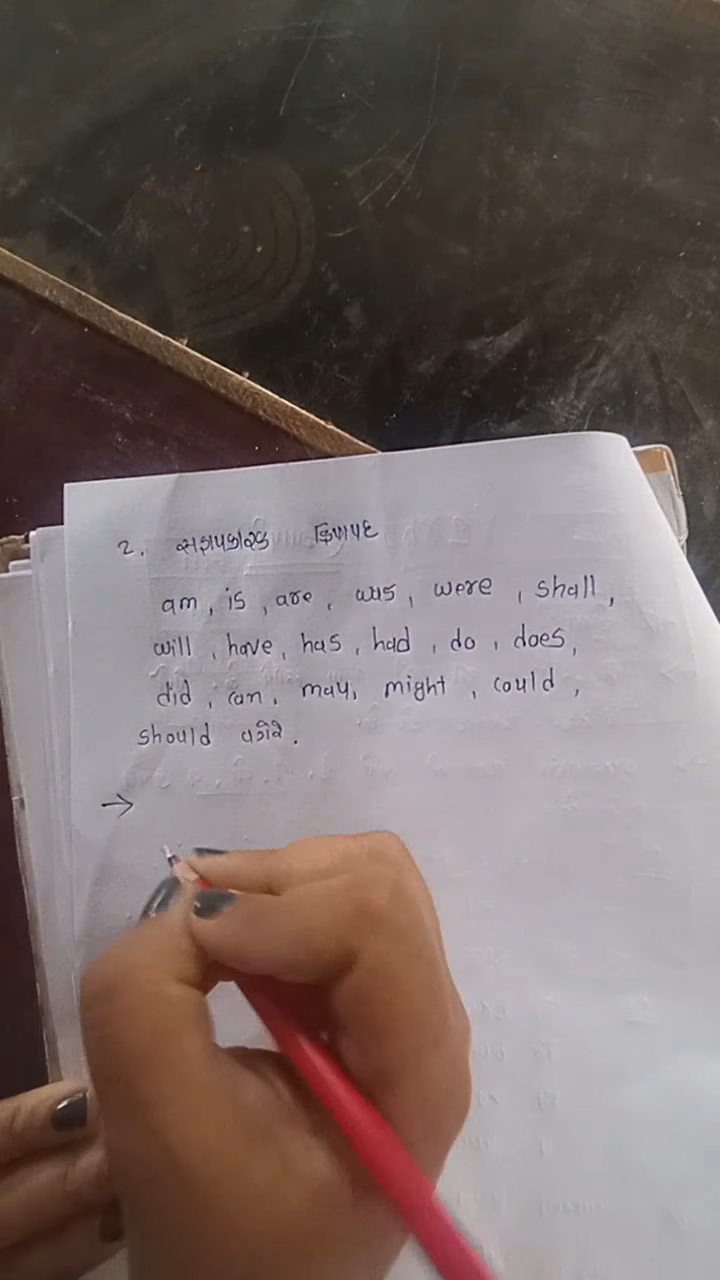 2. સહાયકારક ક્રિયાપદ
am, is, are, was, were, shall,
will, have, has, had, do, does,
did, can, may, might, could,
should વગેરે.
→